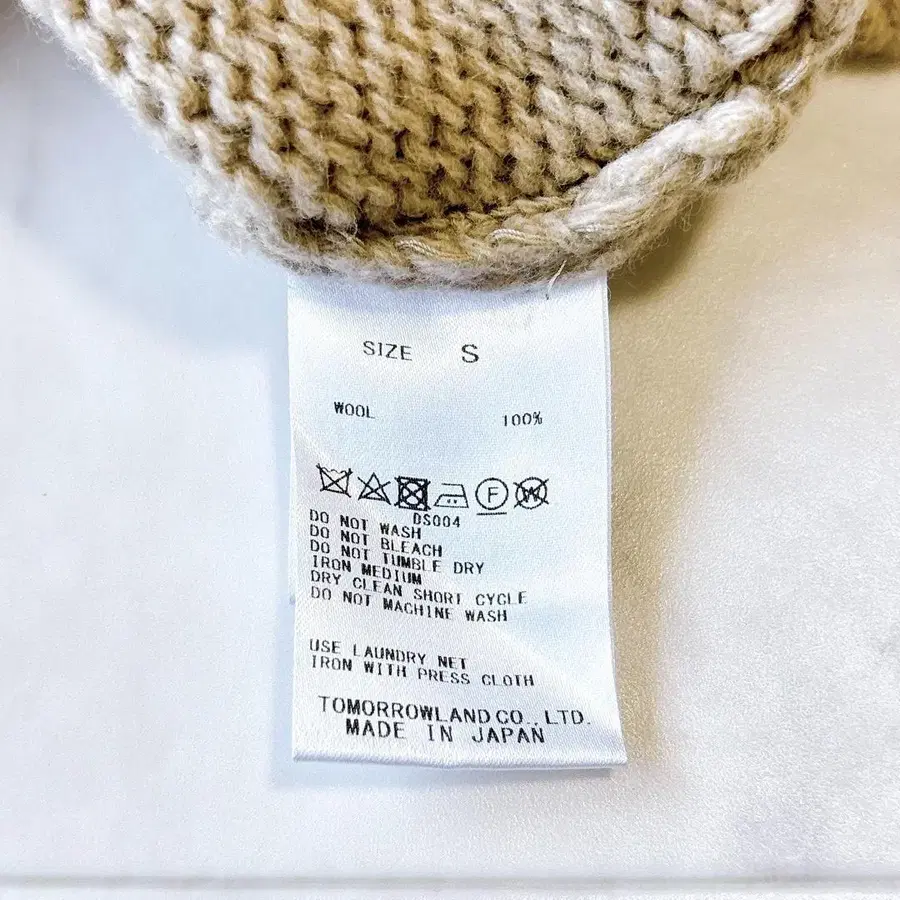 SIZE S
WOOL 100%
F W
DS004
DO NOT WASH
DO NOT BLEACH
DO NOT TUMBLE DRY
IRON MEDIUM
DRY CLEAN SHORT CYCLE
DO NOT MACHINE WASH
USE LAUNDRY NET
IRON WITH PRESS CLOTH
TOMORROWLAND CO., LTD.
MADE IN JAPAN